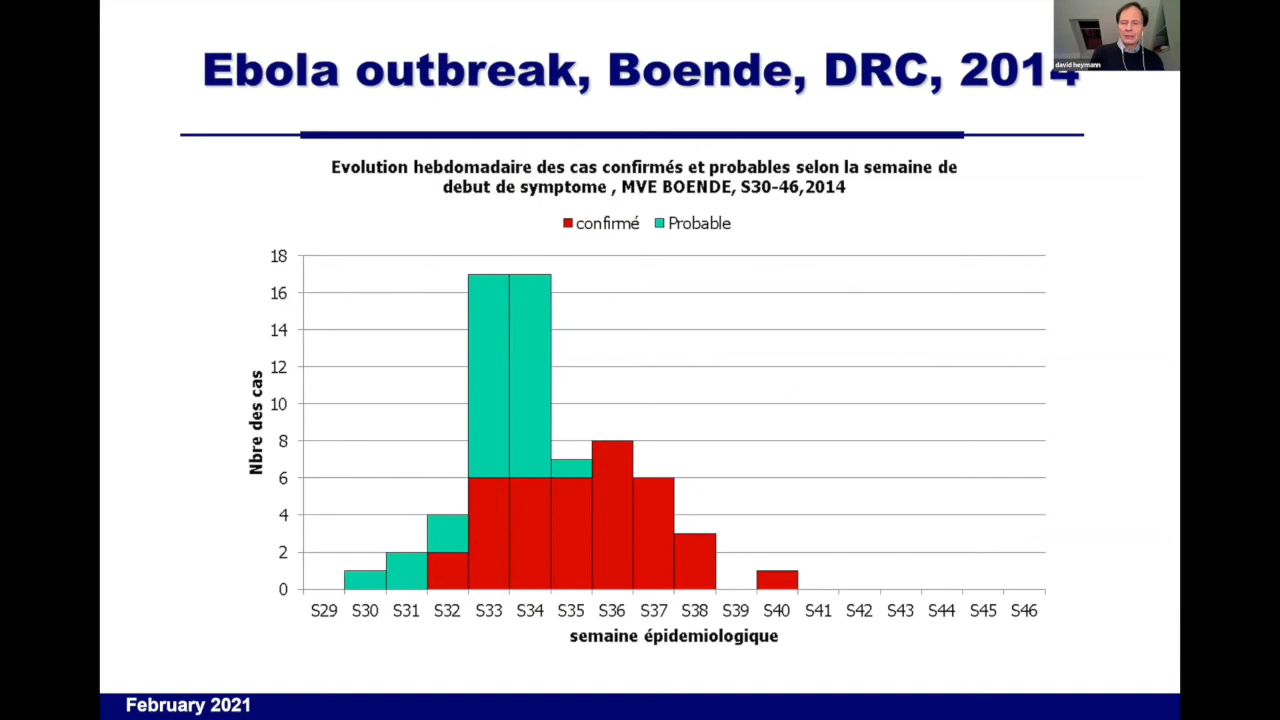 Ebola outbreak, Boende, DRC, 2014
david heymann
Evolution hebdomadaire des cas confirmés et probables selon la semaine de
debut de symptome , MVE BOENDE, S30-46,2014
confirmé Probable
18
16
14
12
10
8
6
4
2
0
Nbre des cas
S29 S30 S31 S32 S33 S34 S35 S36 S37 S38 S39 S40 S41 S42 S43 S44 S45 S46
semaine épidemiologique
February 2021